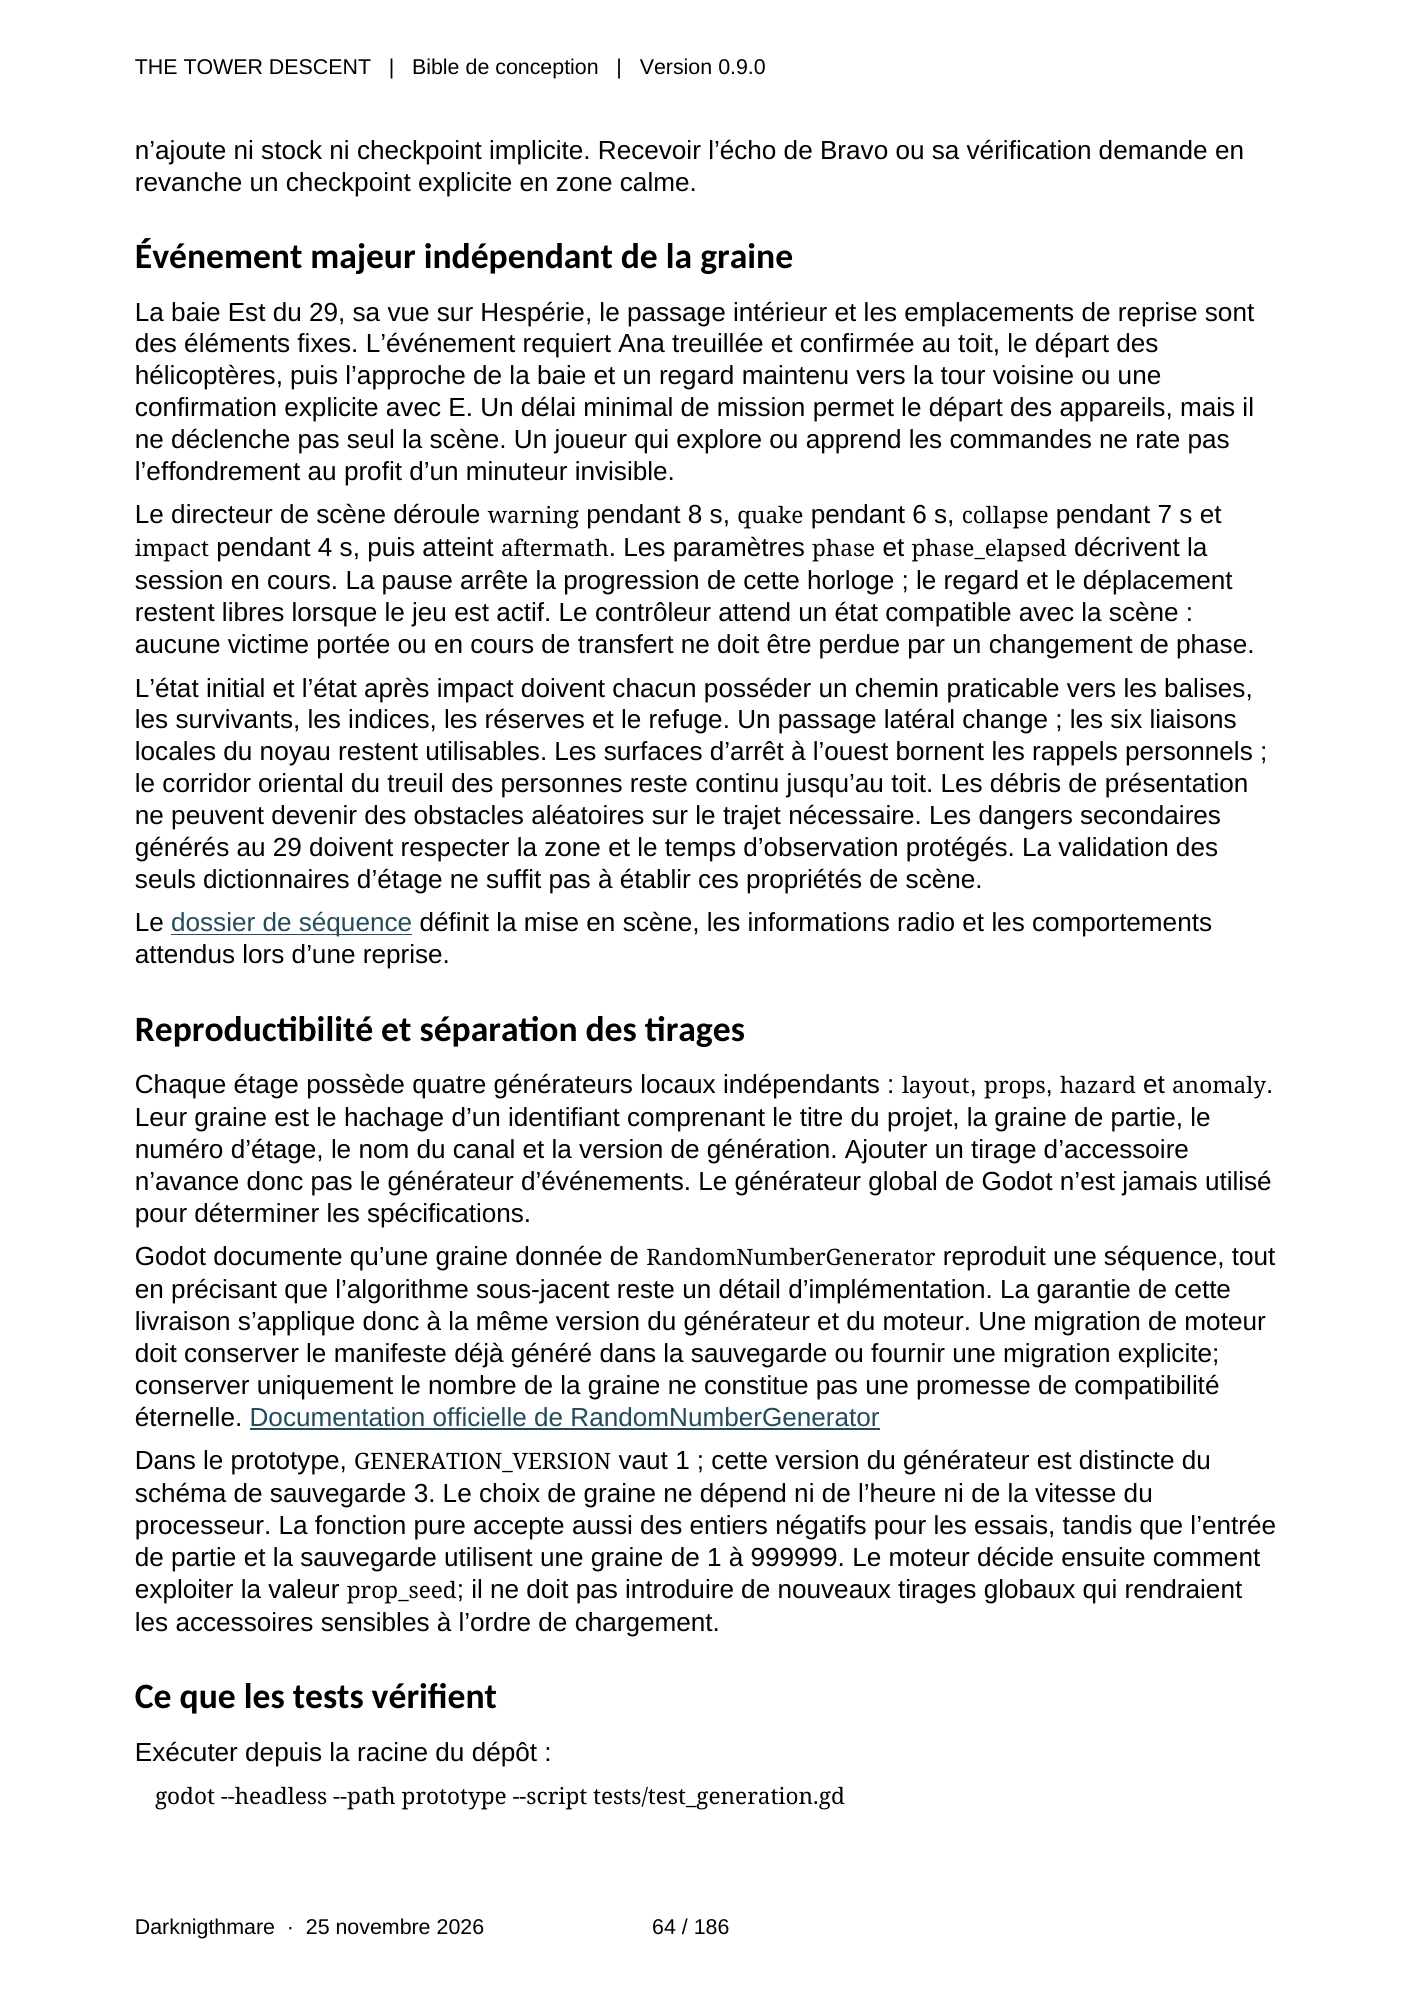 THE TOWER DESCENT | Bible de conception | Version 0.9.0
n’ajoute ni stock ni checkpoint implicite. Recevoir l’écho de Bravo ou sa vérification demande en
revanche un checkpoint explicite en zone calme.
Événement majeur indépendant de la graine
La baie Est du 29, sa vue sur Hespérie, le passage intérieur et les emplacements de reprise sont
des éléments fixes. L’événement requiert Ana treuillée et confirmée au toit, le départ des
hélicoptères, puis l’approche de la baie et un regard maintenu vers la tour voisine ou une
confirmation explicite avec E. Un délai minimal de mission permet le départ des appareils, mais il
ne déclenche pas seul la scène. Un joueur qui explore ou apprend les commandes ne rate pas
l’effondrement au profit d’un minuteur invisible.
Le directeur de scène déroule warning pendant 8 s, quake pendant 6 s, collapse pendant 7 s et
impact pendant 4 s, puis atteint aftermath. Les paramètres phase et phase_elapsed décrivent la
session en cours. La pause arrête la progression de cette horloge ; le regard et le déplacement
restent libres lorsque le jeu est actif. Le contrôleur attend un état compatible avec la scène :
aucune victime portée ou en cours de transfert ne doit être perdue par un changement de phase.
L’état initial et l’état après impact doivent chacun posséder un chemin praticable vers les balises,
les survivants, les indices, les réserves et le refuge. Un passage latéral change ; les six liaisons
locales du noyau restent utilisables. Les surfaces d’arrêt à l’ouest bornent les rappels personnels ;
le corridor oriental du treuil des personnes reste continu jusqu’au toit. Les débris de présentation
ne peuvent devenir des obstacles aléatoires sur le trajet nécessaire. Les dangers secondaires
générés au 29 doivent respecter la zone et le temps d’observation protégés. La validation des
seuls dictionnaires d’étage ne suffit pas à établir ces propriétés de scène.
Le dossier de séquence définit la mise en scène, les informations radio et les comportements
attendus lors d’une reprise.
Reproductibilité et séparation des tirages
Chaque étage possède quatre générateurs locaux indépendants : layout, props, hazard et anomaly.
Leur graine est le hachage d’un identifiant comprenant le titre du projet, la graine de partie, le
numéro d’étage, le nom du canal et la version de génération. Ajouter un tirage d’accessoire
n’avance donc pas le générateur d’événements. Le générateur global de Godot n’est jamais utilisé
pour déterminer les spécifications.
Godot documente qu’une graine donnée de RandomNumberGenerator reproduit une séquence, tout
en précisant que l’algorithme sous-jacent reste un détail d’implémentation. La garantie de cette
livraison s’applique donc à la même version du générateur et du moteur. Une migration de moteur
doit conserver le manifeste déjà généré dans la sauvegarde ou fournir une migration explicite;
conserver uniquement le nombre de la graine ne constitue pas une promesse de compatibilité
éternelle. Documentation officielle de RandomNumberGenerator
Dans le prototype, GENERATION_VERSION vaut 1 ; cette version du générateur est distincte du
schéma de sauvegarde 3. Le choix de graine ne dépend ni de l’heure ni de la vitesse du
processeur. La fonction pure accepte aussi des entiers négatifs pour les essais, tandis que l’entrée
de partie et la sauvegarde utilisent une graine de 1 à 999999. Le moteur décide ensuite comment
exploiter la valeur prop_seed; il ne doit pas introduire de nouveaux tirages globaux qui rendraient
les accessoires sensibles à l’ordre de chargement.
Ce que les tests vérifient
Exécuter depuis la racine du dépôt :
godot --headless --path prototype --script tests/test_generation.gd
Darknigthmare · 25 novembre 2026 64 / 186